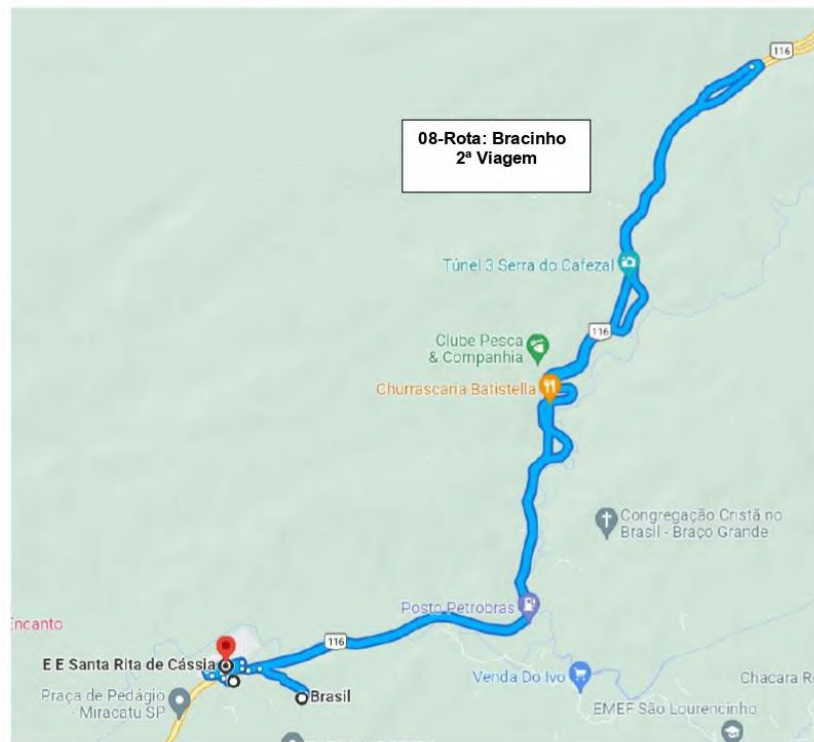 116
08-Rota: Bracinho
2ª Viagem
Túnel 3 Serra do Cafezal
116
Clube Pesca
& Companhia
Churrascaria Batistella
Congregação Cristã no
Brasil - Braço Grande
Posto Petrobras
Encanto
116
E E Santa Rita de Cássia
Brasil
Venda Do Ivo
Chacara R
Praça de Pedágio
- Miracatu SP
EMEF São Lourencinho